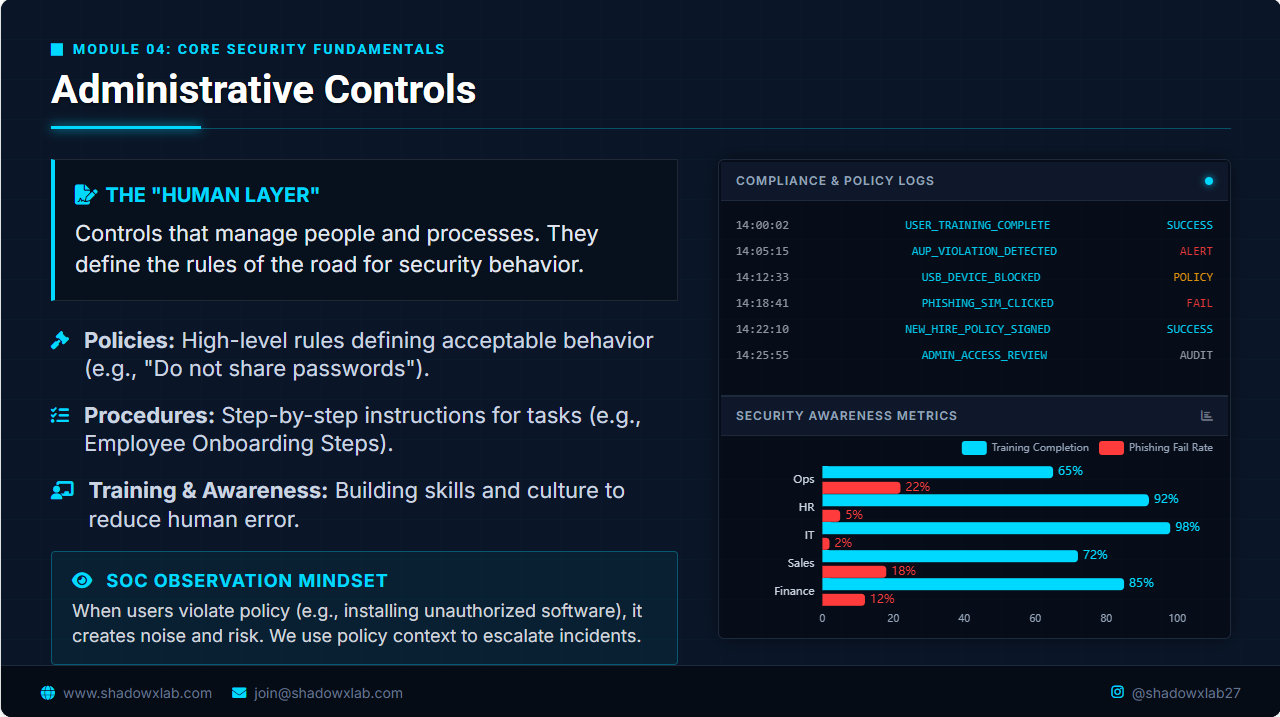 MODULE 04: CORE SECURITY FUNDAMENTALS
Administrative Controls
THE "HUMAN LAYER"
Controls that manage people and processes. They
define the rules of the road for security behavior.
Policies: High-level rules defining acceptable behavior
(e.g., "Do not share passwords").
Procedures: Step-by-step instructions for tasks (e.g.,
Employee Onboarding Steps).
Training & Awareness: Building skills and culture to
reduce human error.
SOC OBSERVATION MINDSET
When users violate policy (e.g., installing unauthorized software), it
creates noise and risk. We use policy context to escalate incidents.
COMPLIANCE & POLICY LOGS
14:00:02 USER_TRAINING_COMPLETE SUCCESS
14:05:15 AUP_VIOLATION_DETECTED ALERT
14:12:33 USB_DEVICE_BLOCKED POLICY
14:18:41 PHISHING_SIM_CLICKED FAIL
14:22:10 NEW_HIRE_POLICY_SIGNED SUCCESS
14:25:55 ADMIN_ACCESS_REVIEW AUDIT
SECURITY AWARENESS METRICS
Training Completion Phishing Fail Rate
Ops 65%
22%
HR 92%
5%
IT 98%
2%
Sales 72%
18%
Finance 85%
12%
0 20 40 60 80 100
www.shadowxlab.com join@shadowxlab.com @shadowxlab27